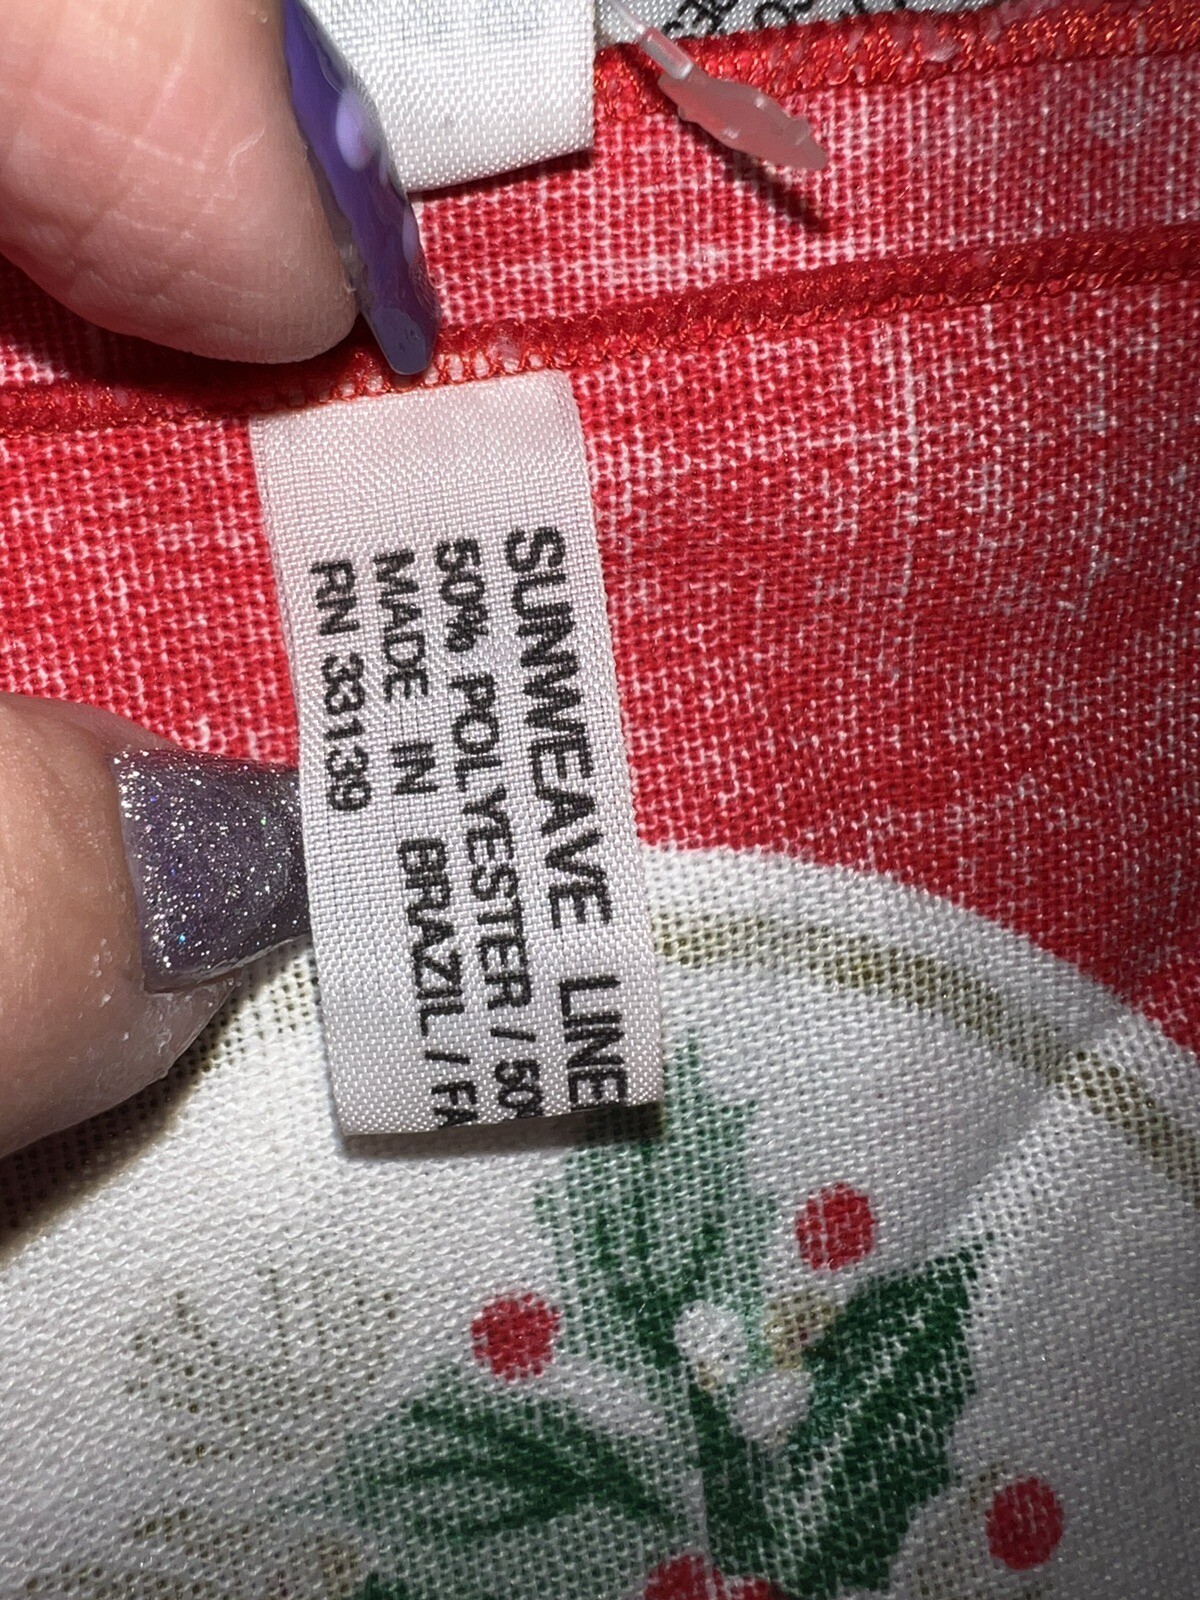 SUNWEAVE LINE
50% POLYESTER / 50%
MADE IN BRAZIL / FA
RN 33139